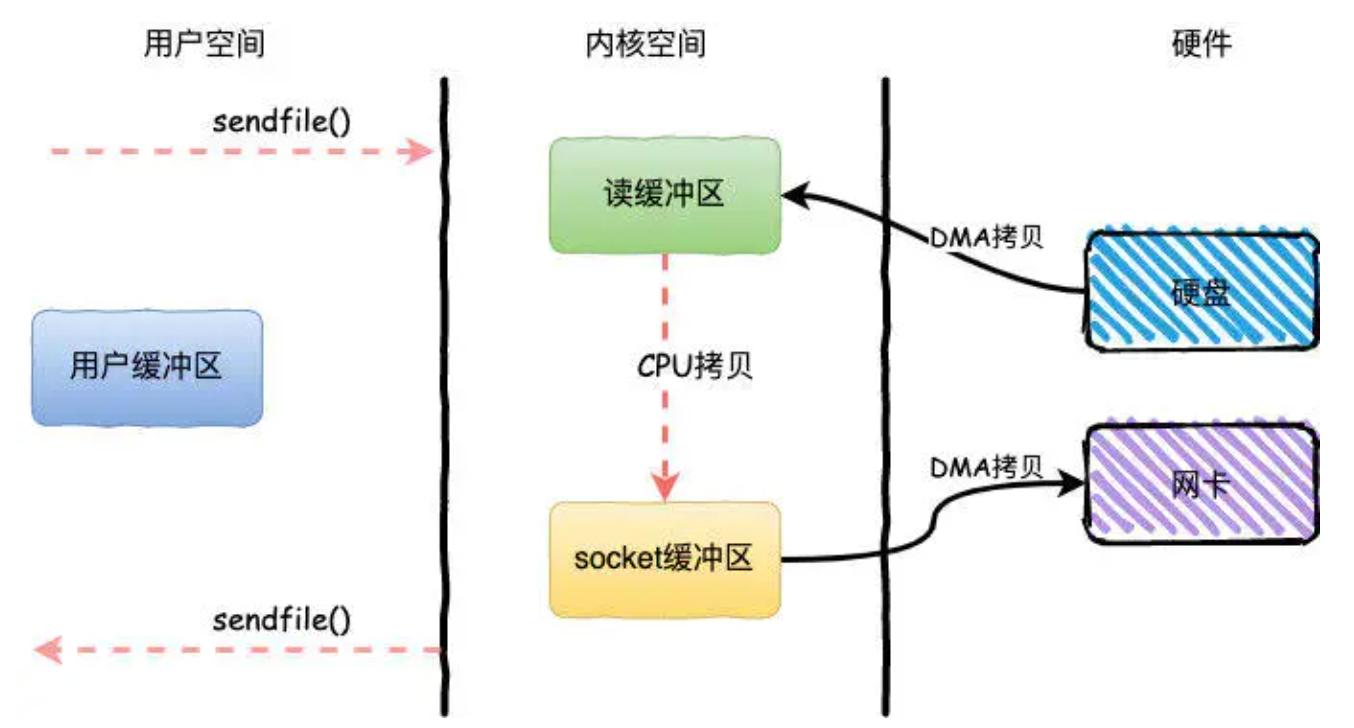 用户空间
内核空间
硬件
sendfile()
读缓冲区
DMA拷贝
硬盘
用户缓冲区
CPU拷贝
DMA拷贝
网卡
socket缓冲区
sendfile()